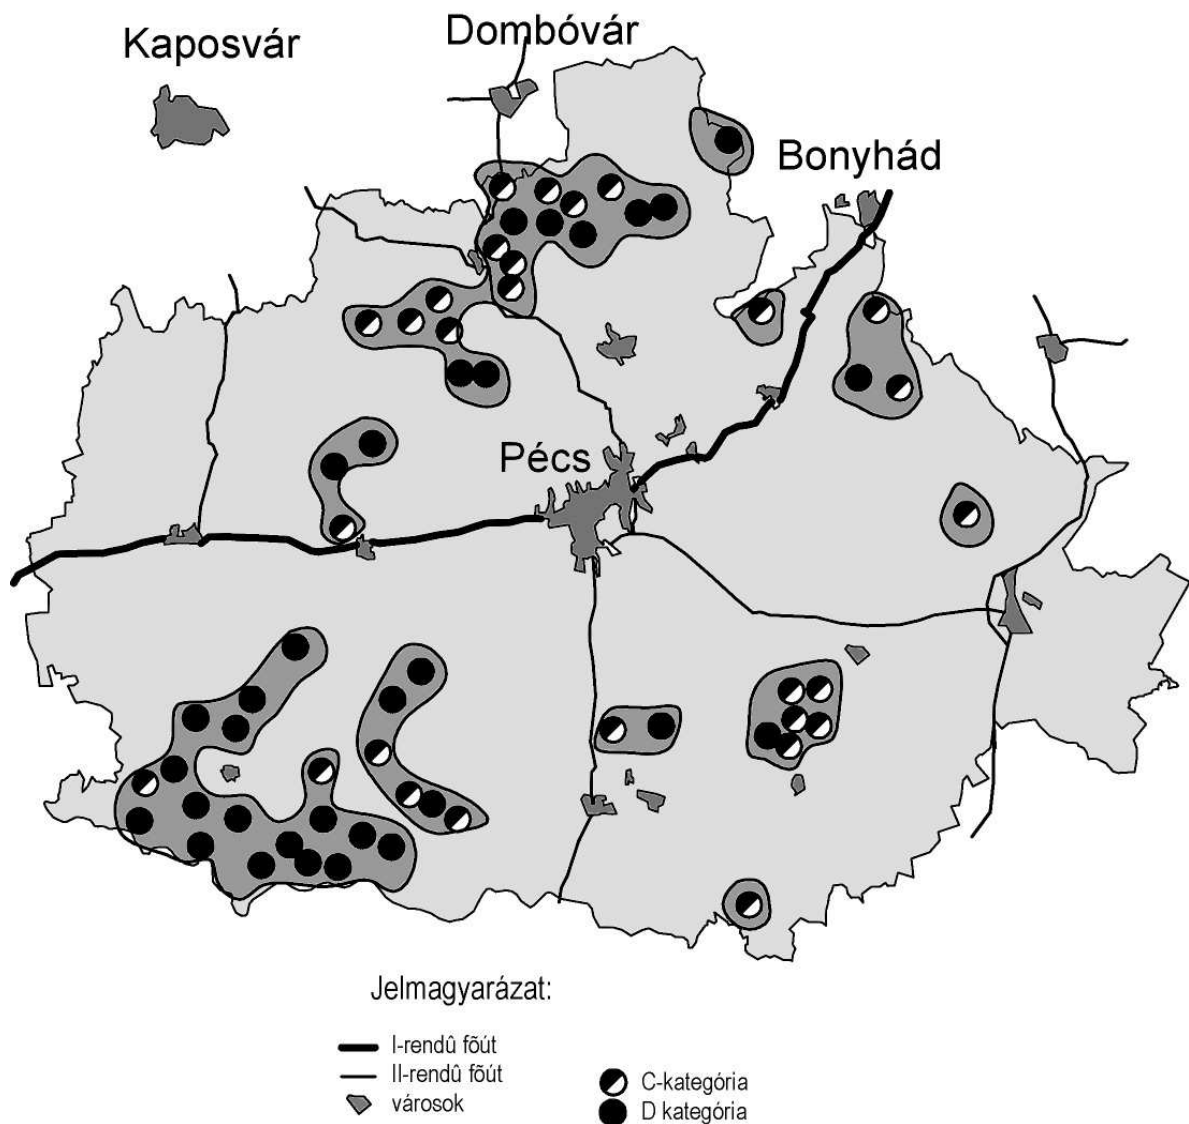 Kaposvár
Dombóvár
Bonyhád
Pécs
Jelmagyarázat:
I-rendû fõút
II-rendû fõút
városok
C-kategória
D kategória